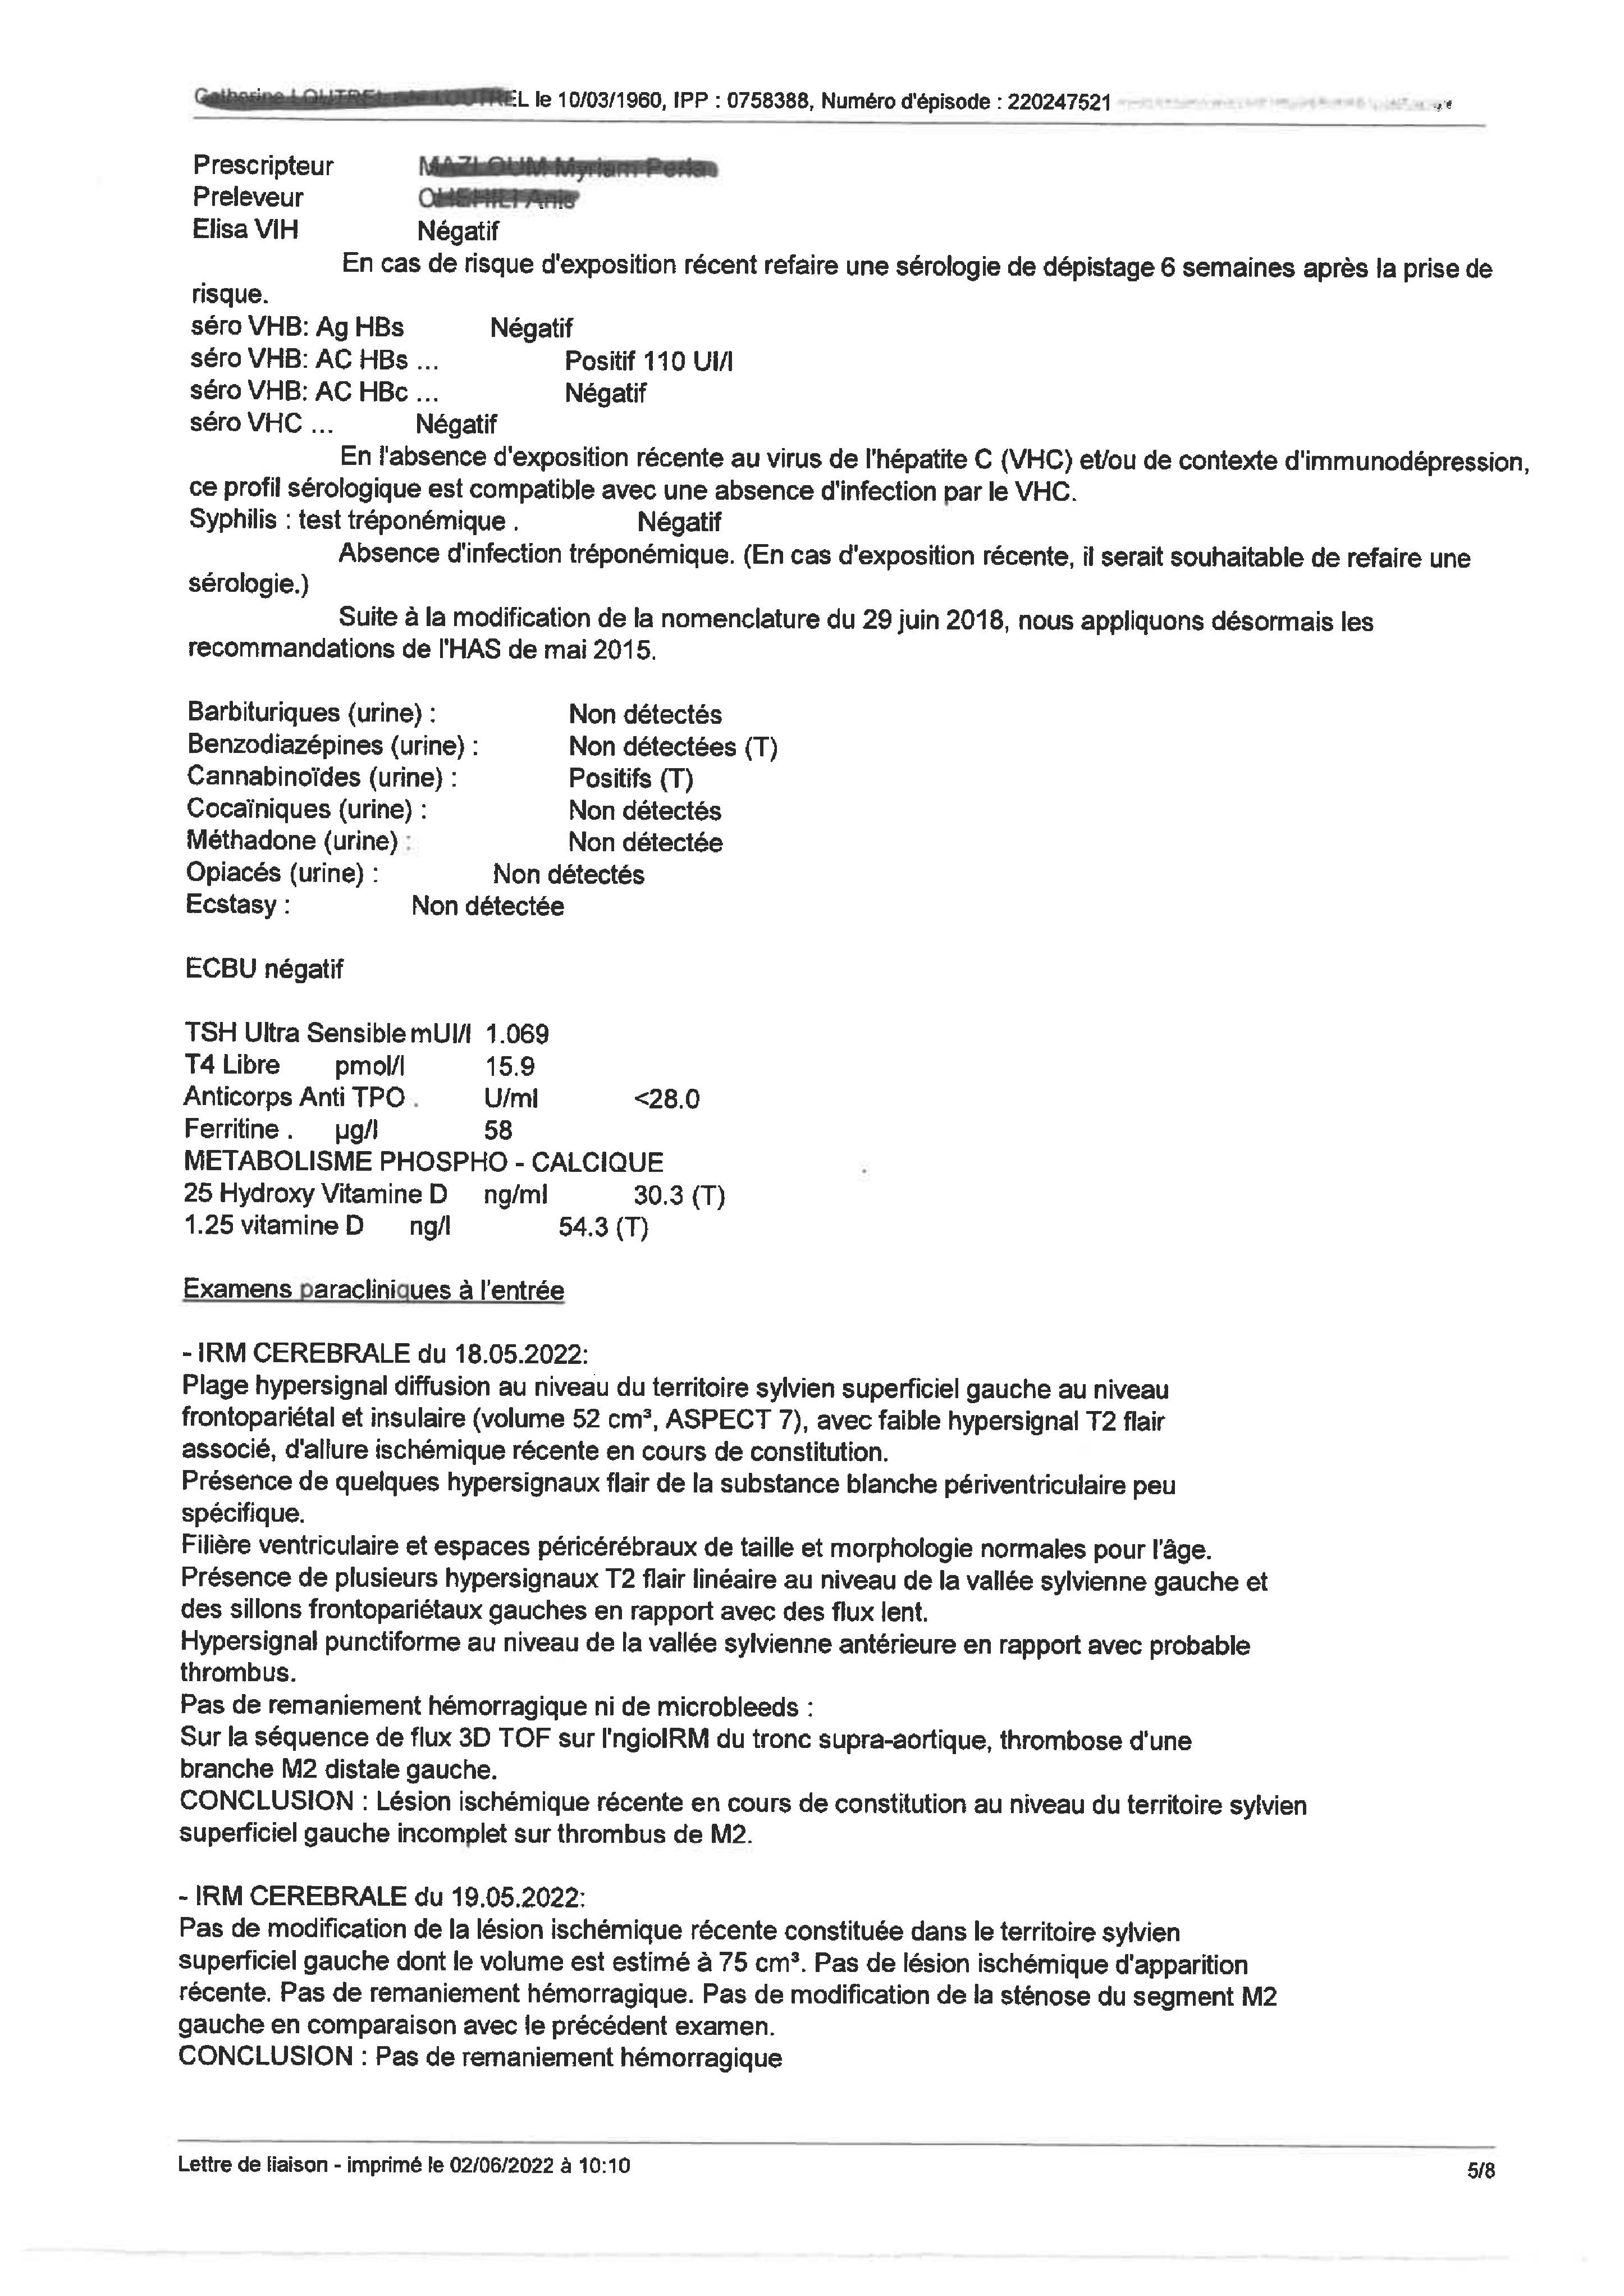 EL le 10/03/1960, IPP : 0758388, Numéro d'épisode : 220247521
Prescripteur
Preleveur
Elisa VIH Négatif
En cas de risque d'exposition récent refaire une sérologie de dépistage 6 semaines après la prise de
risque.
séro VHB: Ag HBs Négatif
séro VHB: AC HBs ... Positif 110 UI/l
séro VHB: AC HBc ... Négatif
séro VHC ... Négatif
En l'absence d'exposition récente au virus de l'hépatite C (VHC) et/ou de contexte d'immunodépression,
ce profil sérologique est compatible avec une absence d'infection par le VHC.
Syphilis : test tréponémique . Négatif
Absence d'infection tréponémique. (En cas d'exposition récente, il serait souhaitable de refaire une
sérologie.)
Suite à la modification de la nomenclature du 29 juin 2018, nous appliquons désormais les
recommandations de l'HAS de mai 2015.
Barbituriques (urine) : Non détectés
Benzodiazépines (urine) : Non détectées (T)
Cannabinoïdes (urine) : Positifs (T)
Cocaïniques (urine) : Non détectés
Méthadone (urine) : Non détectée
Opiacés (urine) : Non détectés
Ecstasy : Non détectée
ECBU négatif
TSH Ultra Sensible mUI/l 1.069
T4 Libre pmol/l 15.9
Anticorps Anti TPO . U/ml <28.0
Ferritine . µg/l 58
METABOLISME PHOSPHO - CALCIQUE
25 Hydroxy Vitamine D ng/ml 30.3 (T)
1.25 vitamine D ng/l 54.3 (T)
Examens paracliniques à l'entrée
- IRM CEREBRALE du 18.05.2022:
Plage hypersignal diffusion au niveau du territoire sylvien superficiel gauche au niveau
frontopariétal et insulaire (volume 52 cm³, ASPECT 7), avec faible hypersignal T2 flair
associé, d'allure ischémique récente en cours de constitution.
Présence de quelques hypersignaux flair de la substance blanche périventriculaire peu
spécifique.
Filière ventriculaire et espaces péricérébraux de taille et morphologie normales pour l'âge.
Présence de plusieurs hypersignaux T2 flair linéaire au niveau de la vallée sylvienne gauche et
des sillons frontopariétaux gauches en rapport avec des flux lent.
Hypersignal punctiforme au niveau de la vallée sylvienne antérieure en rapport avec probable
thrombus.
Pas de remaniement hémorragique ni de microbleeds :
Sur la séquence de flux 3D TOF sur l'ngioIRM du tronc supra-aortique, thrombose d'une
branche M2 distale gauche.
CONCLUSION : Lésion ischémique récente en cours de constitution au niveau du territoire sylvien
superficiel gauche incomplet sur thrombus de M2.
- IRM CEREBRALE du 19.05.2022:
Pas de modification de la lésion ischémique récente constituée dans le territoire sylvien
superficiel gauche dont le volume est estimé à 75 cm³. Pas de lésion ischémique d'apparition
récente. Pas de remaniement hémorragique. Pas de modification de la sténose du segment M2
gauche en comparaison avec le précédent examen.
CONCLUSION : Pas de remaniement hémorragique
Lettre de liaison - imprimé le 02/06/2022 à 10:10 5/8